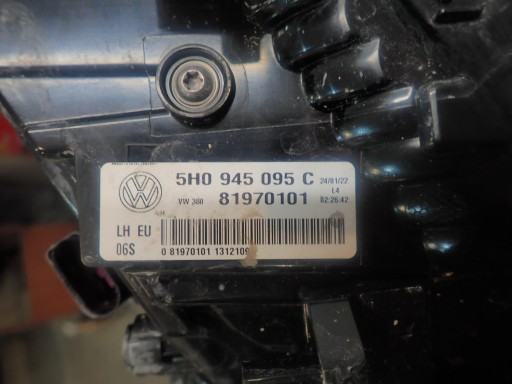 5H0 945 095 C 24/01/22
L4
VW 380 81970101 02:26:42
LH EU
06S 0 81970101 1312109